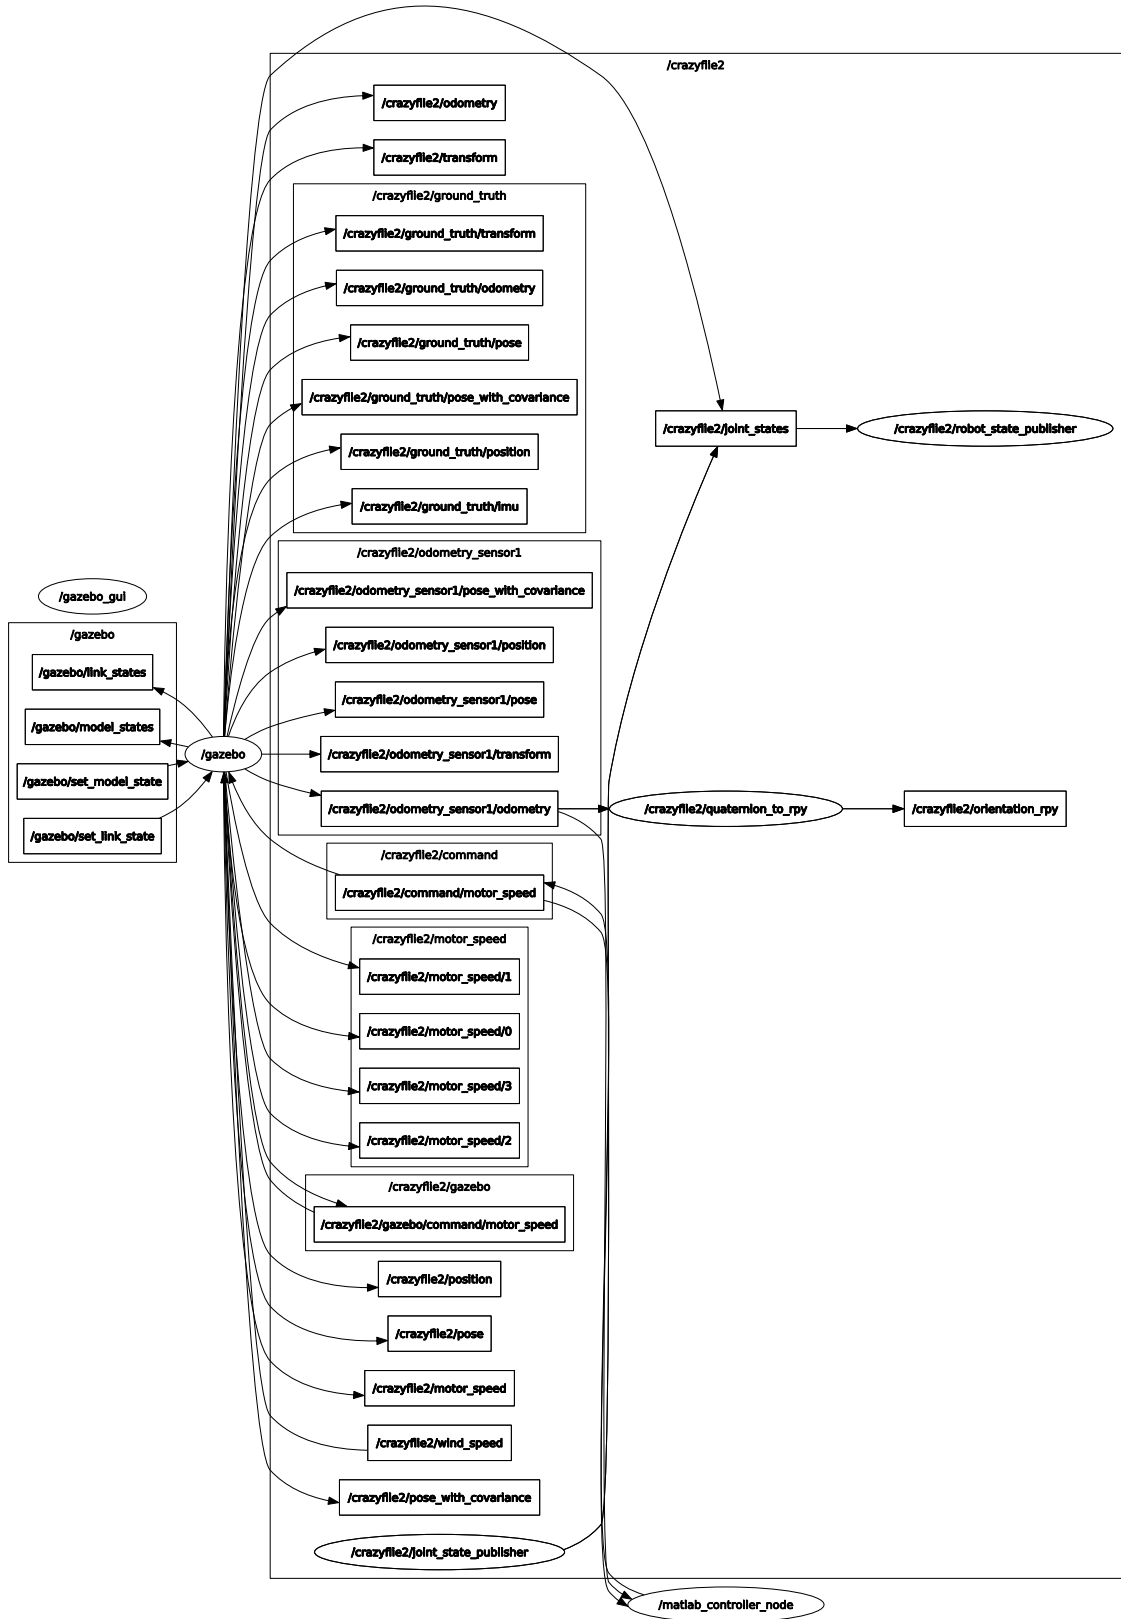 /crazyflie2
/crazyflie2/odometry
/crazyflie2/transform
/crazyflie2/ground_truth
/crazyflie2/ground_truth/transform
/crazyflie2/ground_truth/odometry
/crazyflie2/ground_truth/pose
/crazyflie2/ground_truth/pose_with_covariance
/crazyflie2/joint_states
/crazyflie2/robot_state_publisher
/crazyflie2/ground_truth/position
/crazyflie2/ground_truth/imu
/crazyflie2/odometry_sensor1
/crazyflie2/odometry_sensor1/pose_with_covariance
/gazebo_gui
/gazebo
/crazyflie2/odometry_sensor1/position
/gazebo/link_states
/crazyflie2/odometry_sensor1/pose
/gazebo/model_states
/gazebo
/crazyflie2/odometry_sensor1/transform
/gazebo/set_model_state
/crazyflie2/odometry_sensor1/odometry
/crazyflie2/quaternion_to_rpy
/crazyflie2/orientation_rpy
/gazebo/set_link_state
/crazyflie2/command
/crazyflie2/command/motor_speed
/crazyflie2/motor_speed
/crazyflie2/motor_speed/1
/crazyflie2/motor_speed/0
/crazyflie2/motor_speed/3
/crazyflie2/motor_speed/2
/crazyflie2/gazebo
/crazyflie2/gazebo/command/motor_speed
/crazyflie2/position
/crazyflie2/pose
/crazyflie2/motor_speed
/crazyflie2/wind_speed
/crazyflie2/pose_with_covariance
/crazyflie2/joint_state_publisher
/matlab_controller_node